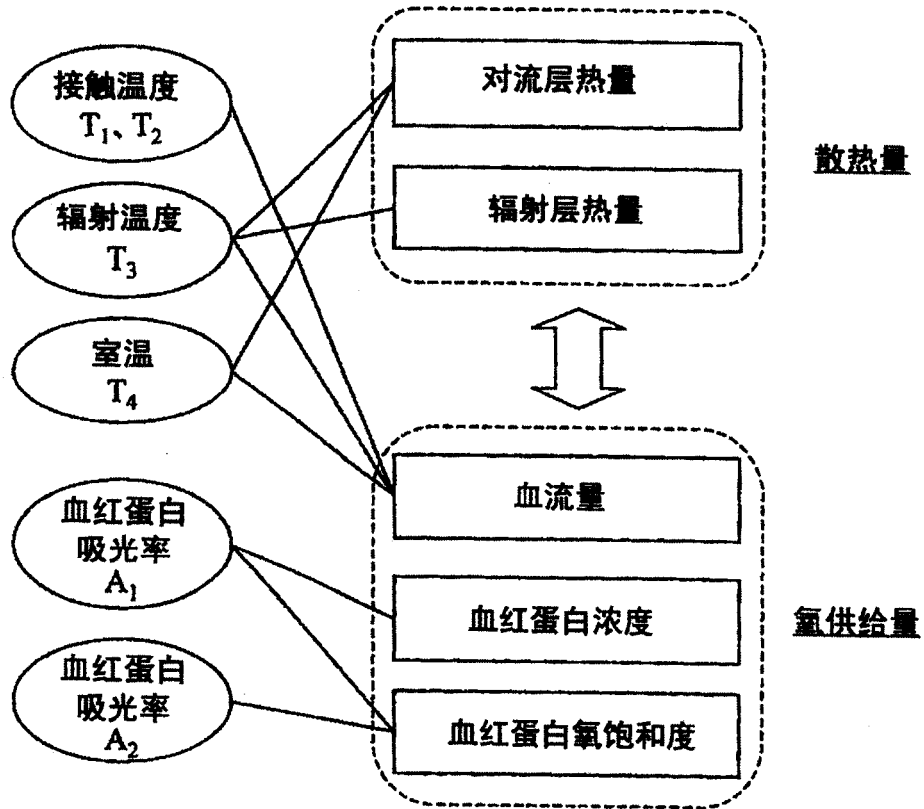 接触温度
T₁、T₂
辐射温度
T₃
室温
T₄
血红蛋白
吸光率
A₁
血红蛋白
吸光率
A₂
对流层热量
辐射层热量
散热量
血流量
血红蛋白浓度
血红蛋白氧饱和度
氧供给量